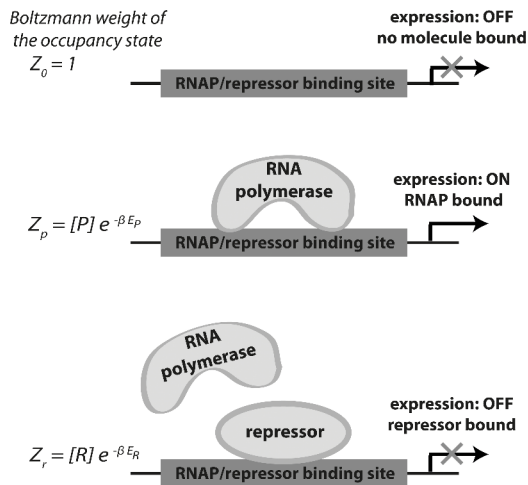 Boltzmann weight of
the occupancy state
Z₀ = 1
RNAP/repressor binding site
expression: OFF
no molecule bound
RNA
polymerase
Zₚ = [P] e ^-β E_P
RNAP/repressor binding site
expression: ON
RNAP bound
RNA
polymerase
repressor
Zᵣ = [R] e ^-β E_R
RNAP/repressor binding site
expression: OFF
repressor bound